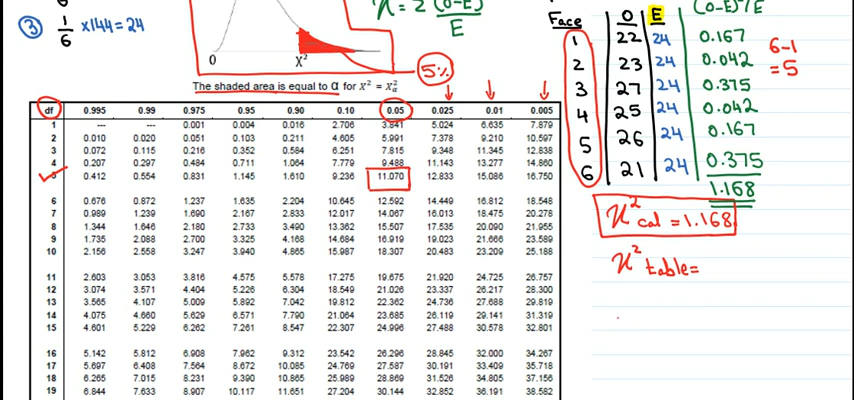 ③ 1/6 ×144=24
0
X²
E
5%
The shaded area is equal to α for χ² = χ²α
df 0.995 0.99 0.975 0.95 0.90 0.10 0.05 0.025 0.01 0.005
1 --- --- 0.001 0.004 0.016 2.706 3.841 5.024 6.635 7.879
2 0.010 0.020 0.051 0.103 0.211 4.605 5.991 7.378 9.210 10.597
3 0.072 0.115 0.216 0.352 0.584 6.251 7.815 9.348 11.345 12.838
4 0.207 0.297 0.484 0.711 1.064 7.779 9.488 11.143 13.277 14.860
5 0.412 0.554 0.831 1.145 1.610 9.236 11.070 12.833 15.086 16.750
6 0.676 0.872 1.237 1.635 2.204 10.645 12.592 14.449 16.812 18.548
7 0.989 1.239 1.690 2.167 2.833 12.017 14.067 16.013 18.475 20.278
8 1.344 1.646 2.180 2.733 3.490 13.362 15.507 17.535 20.090 21.955
9 1.735 2.088 2.700 3.325 4.168 14.684 16.919 19.023 21.666 23.589
10 2.156 2.558 3.247 3.940 4.865 15.987 18.307 20.483 23.209 25.188
11 2.603 3.053 3.816 4.575 5.578 17.275 19.675 21.920 24.725 26.757
12 3.074 3.571 4.404 5.226 6.304 18.549 21.026 23.337 26.217 28.300
13 3.565 4.107 5.009 5.892 7.042 19.812 22.362 24.736 27.688 29.819
14 4.075 4.660 5.629 6.571 7.790 21.064 23.685 26.119 29.141 31.319
15 4.601 5.229 6.262 7.261 8.547 22.307 24.996 27.488 30.578 32.801
16 5.142 5.812 6.908 7.962 9.312 23.542 26.296 28.845 32.000 34.267
17 5.697 6.408 7.564 8.672 10.085 24.769 27.587 30.191 33.409 35.718
18 6.265 7.015 8.231 9.390 10.865 25.989 28.869 31.526 34.805 37.156
19 6.844 7.633 8.907 10.117 11.651 27.204 30.144 32.852 36.191 38.582
Face O E (O-E)²/E
1 22 24 0.167
2 23 24 0.042
3 27 24 0.375
4 25 24 0.042
5 26 24 0.167
6 21 24 0.375
1.168
6-1
=5
χ² cal = 1.168
χ² table=